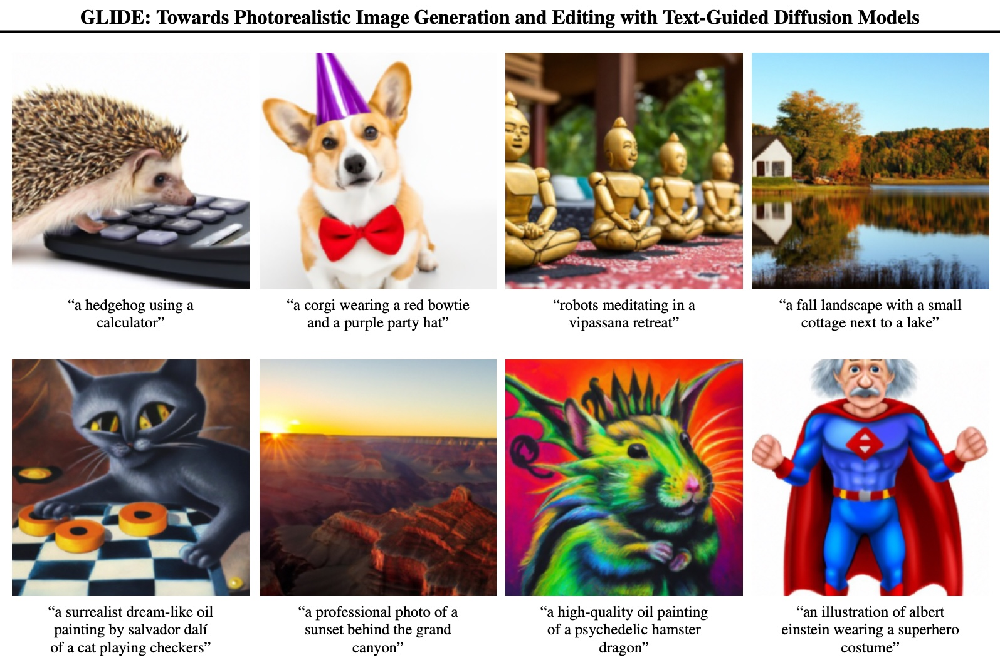 GLIDE: Towards Photorealistic Image Generation and Editing with Text-Guided Diffusion Models
“a hedgehog using a
calculator”
“a corgi wearing a red bowtie
and a purple party hat”
“robots meditating in a
vipassana retreat”
“a fall landscape with a small
cottage next to a lake”
“a surrealist dream-like oil
painting by salvador dalí
of a cat playing checkers”
“a professional photo of a
sunset behind the grand
canyon”
“a high-quality oil painting
of a psychedelic hamster
dragon”
“an illustration of albert
einstein wearing a superhero
costume”